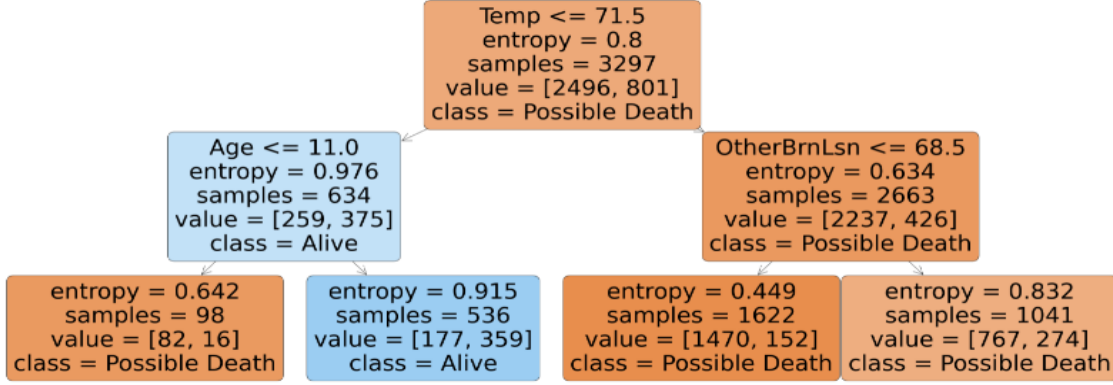 Temp <= 71.5
entropy = 0.8
samples = 3297
value = [2496, 801]
class = Possible Death
Age <= 11.0
entropy = 0.976
samples = 634
value = [259, 375]
class = Alive
OtherBrnLsn <= 68.5
entropy = 0.634
samples = 2663
value = [2237, 426]
class = Possible Death
entropy = 0.642
samples = 98
value = [82, 16]
class = Possible Death
entropy = 0.915
samples = 536
value = [177, 359]
class = Alive
entropy = 0.449
samples = 1622
value = [1470, 152]
class = Possible Death
entropy = 0.832
samples = 1041
value = [767, 274]
class = Possible Death